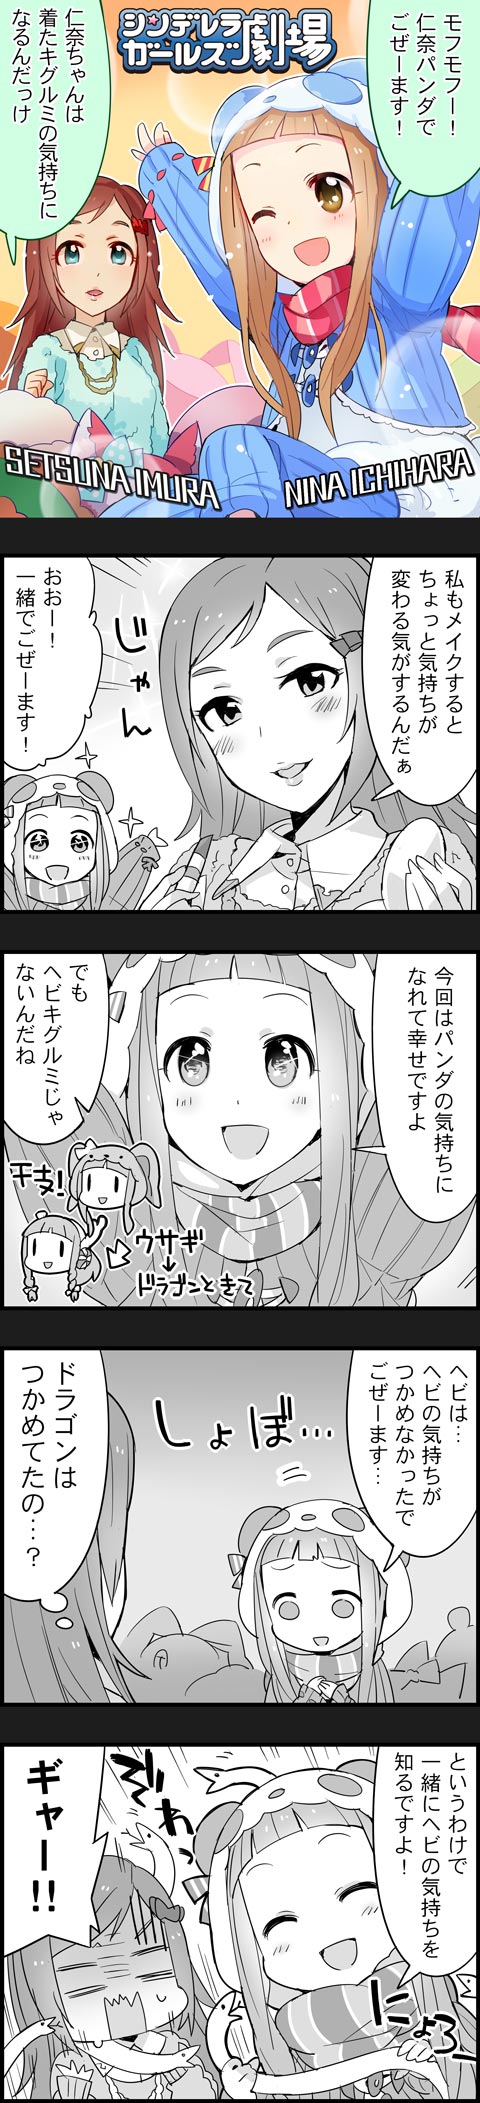 シンデレラ
ガールズ劇場
モフモフー！
仁奈パンダで
ごぜーます！
仁奈ちゃんは
着たキグルミの気持ちに
なるんだっけ
SETSUNA IMURA
NINA ICHIHARA
私もメイクすると
ちょっと気持ちが
変わる気がするんだぁ
じゃん
おおー！
一緒でごぜーます！
今回はパンダの気持ちに
なれて幸せですよ
でも
ヘビキグルミじゃ
ないんだね
干支！
ウサギ
↓
ドラゴンときて
ヘビは…
ヘビの気持ちが
つかめなかったで
ごぜーます…
しょぼ…
ドラゴンは
つかめてたの…？
というわけで
一緒にヘビの気持ちを
知るですよ！
ぞわっ
ギャー!!
にょろ〜